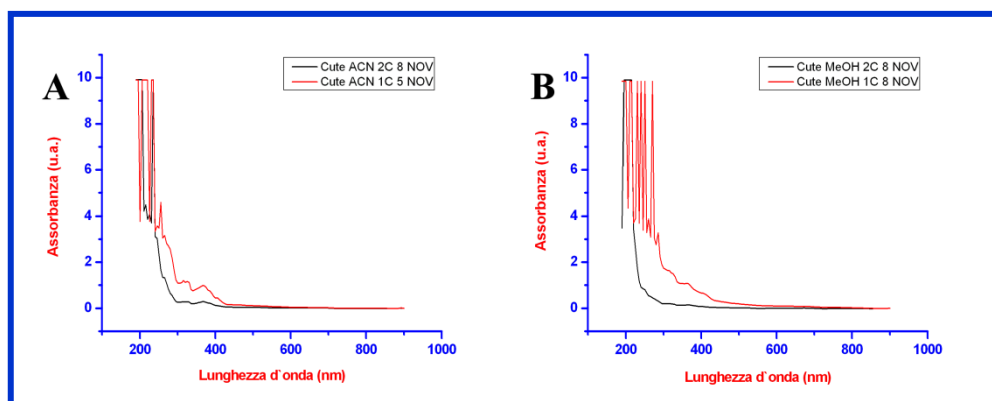 A
Cute ACN 2C 8 NOV
Cute ACN 1C 5 NOV
10
8
6
4
2
0
Assorbanza (u.a.)
200 400 600 800 1000
Lunghezza d`onda (nm)
B
Cute MeOH 2C 8 NOV
Cute MeOH 1C 8 NOV
10
8
6
4
2
0
Assorbanza (u.a.)
200 400 600 800 1000
Lunghezza d`onda (nm)